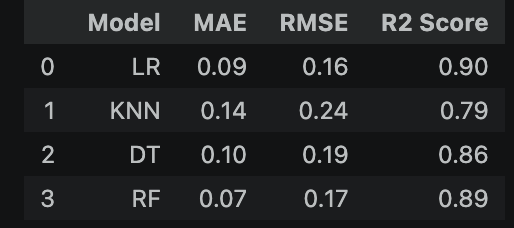 Model MAE RMSE R2 Score
0 LR 0.09 0.16 0.90
1 KNN 0.14 0.24 0.79
2 DT 0.10 0.19 0.86
3 RF 0.07 0.17 0.89